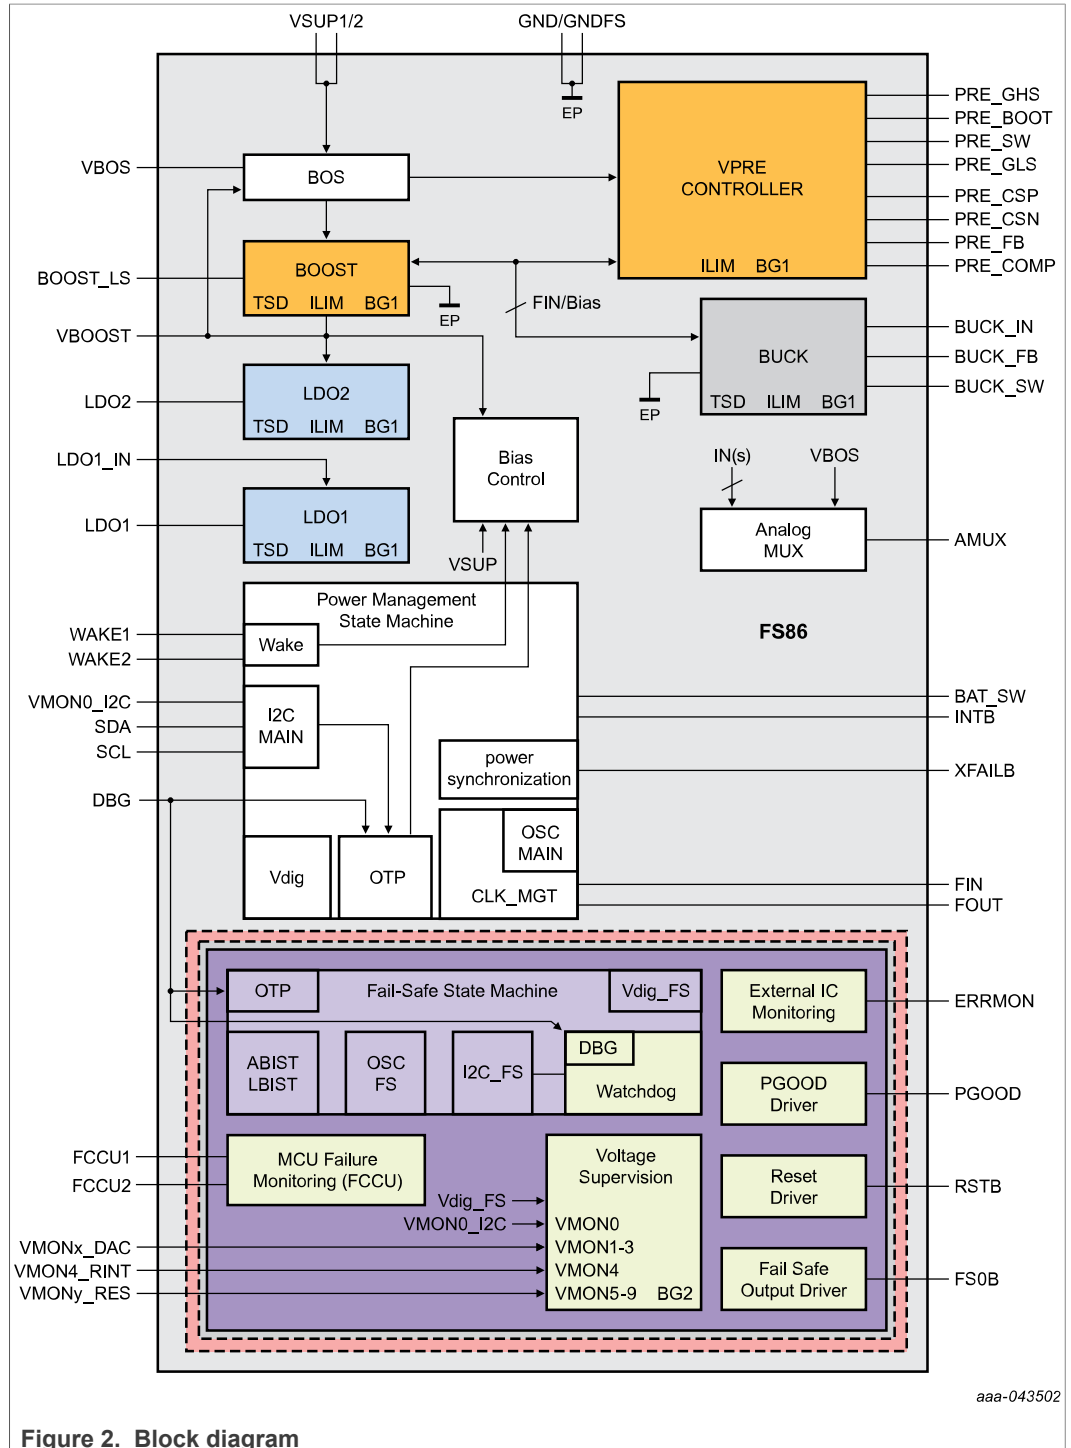 VSUP1/2
GND/GNDFS
EP
VPRE
CONTROLLER
ILIM BG1
PRE_GHS
PRE_BOOT
PRE_SW
PRE_GLS
PRE_CSP
PRE_CSN
PRE_FB
PRE_COMP
VBOS
BOS
BOOST_LS
BOOST
TSD ILIM BG1
EP
FIN/Bias
VBOOST
BUCK
TSD ILIM BG1
EP
BUCK_IN
BUCK_FB
BUCK_SW
LDO2
LDO2
TSD ILIM BG1
LDO1_IN
LDO1
LDO1
TSD ILIM BG1
Bias
Control
VSUP
IN(s)
VBOS
Analog
MUX
AMUX
FS86
Power Management
State Machine
WAKE1
WAKE2
Wake
VMON0_I2C
SDA
SCL
I2C
MAIN
DBG
BAT_SW
INTB
power
synchronization
XFAILB
OSC
MAIN
CLK_MGT
Vdig
OTP
FIN
FOUT
OTP
Fail-Safe State Machine
Vdig_FS
External IC
Monitoring
ERRMON
ABIST
LBIST
OSC
FS
I2C_FS
DBG
Watchdog
PGOOD
Driver
PGOOD
FCCU1
FCCU2
MCU Failure
Monitoring (FCCU)
Voltage
Supervision
Vdig_FS
VMON0_I2C
VMON0
VMON1-3
VMON4
VMON5-9 BG2
Reset
Driver
RSTB
VMONx_DAC
VMON4_RINT
VMONy_RES
Fail Safe
Output Driver
FS0B
aaa-043502
Figure 2. Block diagram